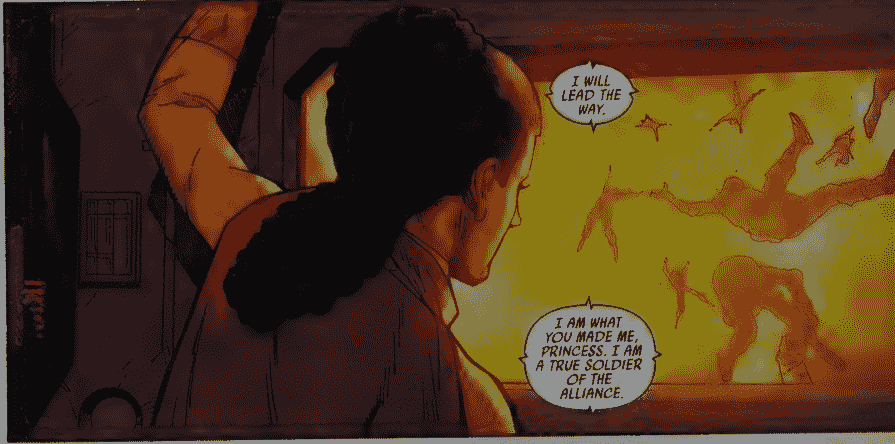 I WILL
LEAD THE
WAY.
I AM WHAT
YOU MADE ME,
PRINCESS. I AM
A TRUE SOLDIER
OF THE
ALLIANCE.